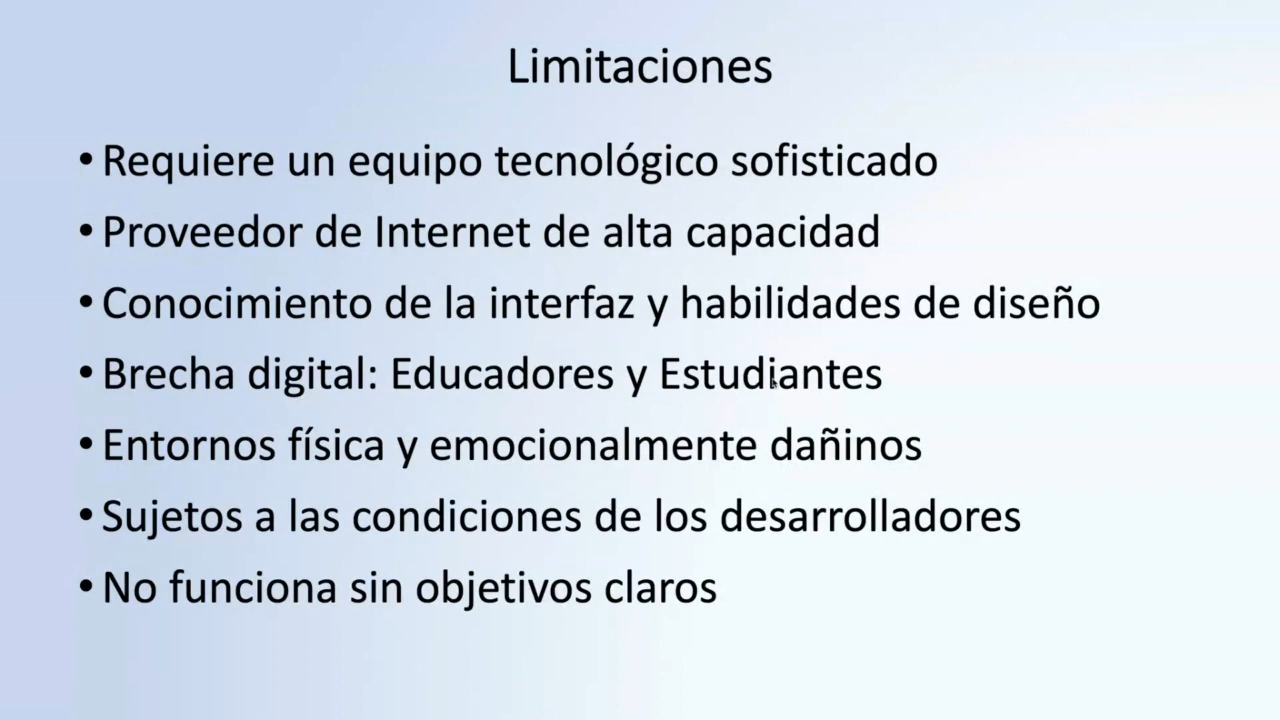 Limitaciones
• Requiere un equipo tecnológico sofisticado
• Proveedor de Internet de alta capacidad
• Conocimiento de la interfaz y habilidades de diseño
• Brecha digital: Educadores y Estudiantes
• Entornos física y emocionalmente dañinos
• Sujetos a las condiciones de los desarrolladores
• No funciona sin objetivos claros